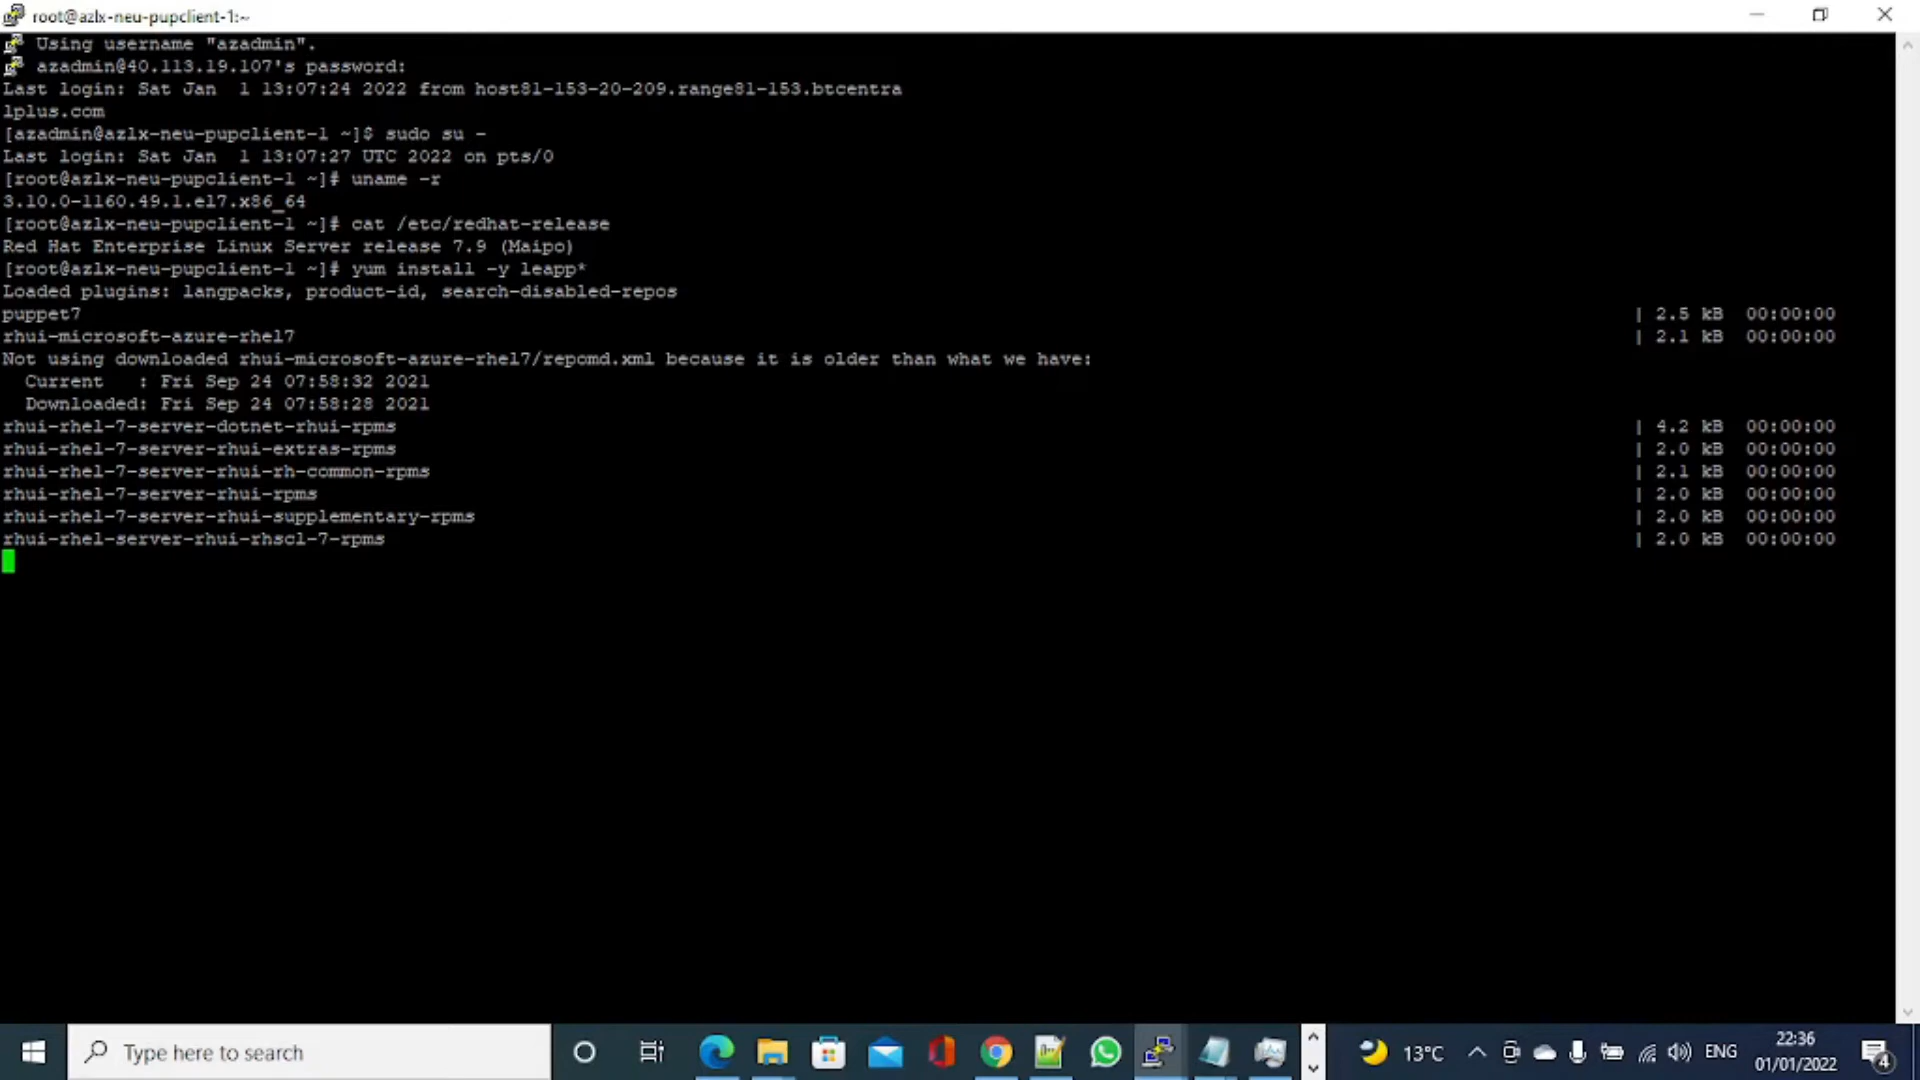 root@azlx-neu-pupclient-1:~
Using username "azadmin".
azadmin@40.113.19.107's password:
Last login: Sat Jan  1 13:07:24 2022 from host81-153-20-209.range81-153.btcentra
lplus.com
[azadmin@azlx-neu-pupclient-1 ~]$ sudo su -
Last login: Sat Jan  1 13:07:27 UTC 2022 on pts/0
[root@azlx-neu-pupclient-1 ~]# uname -r
3.10.0-1160.49.1.el7.x86_64
[root@azlx-neu-pupclient-1 ~]# cat /etc/redhat-release
Red Hat Enterprise Linux Server release 7.9 (Maipo)
[root@azlx-neu-pupclient-1 ~]# yum install -y leapp*
Loaded plugins: langpacks, product-id, search-disabled-repos
puppet7 | 2.5 kB  00:00:00
rhui-microsoft-azure-rhel7 | 2.1 kB  00:00:00
Not using downloaded rhui-microsoft-azure-rhel7/repomd.xml because it is older than what we have:
  Current   : Fri Sep 24 07:58:32 2021
  Downloaded: Fri Sep 24 07:58:28 2021
rhui-rhel-7-server-dotnet-rhui-rpms | 4.2 kB  00:00:00
rhui-rhel-7-server-rhui-extras-rpms | 2.0 kB  00:00:00
rhui-rhel-7-server-rhui-rh-common-rpms | 2.1 kB  00:00:00
rhui-rhel-7-server-rhui-rpms | 2.0 kB  00:00:00
rhui-rhel-7-server-rhui-supplementary-rpms | 2.0 kB  00:00:00
rhui-rhel-server-rhui-rhscl-7-rpms | 2.0 kB  00:00:00
Type here to search
13°C
ENG
22:36
01/01/2022
4